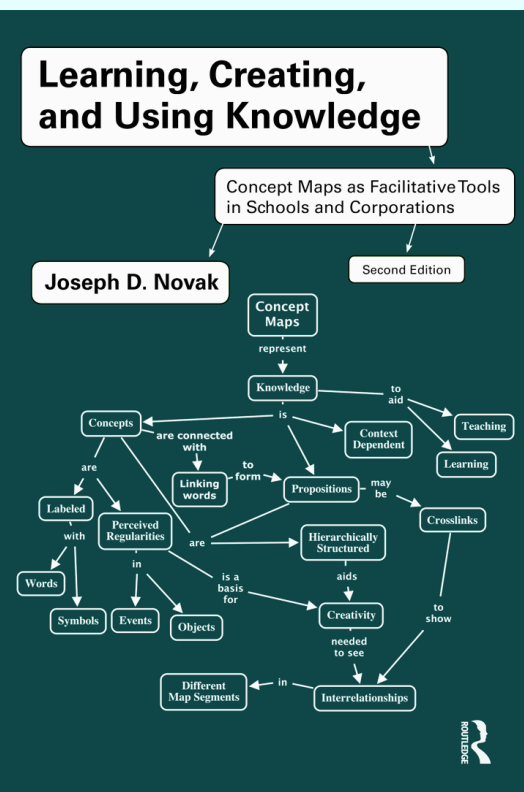 Learning, Creating,
and Using Knowledge
Concept Maps as Facilitative Tools
in Schools and Corporations
Joseph D. Novak
Second Edition
Concept
Maps
represent
Knowledge
to
aid
Teaching
Learning
is
Concepts
Context
Dependent
are connected
with
Linking
words
to
form
Propositions
may
be
Crosslinks
are
Labeled
Perceived
Regularities
with
in
are
Hierarchically
Structured
Words
Symbols
Events
Objects
is a
basis
for
aids
Creativity
to
show
needed
to see
Different
Map Segments
in
Interrelationships
ROUTLEDGE